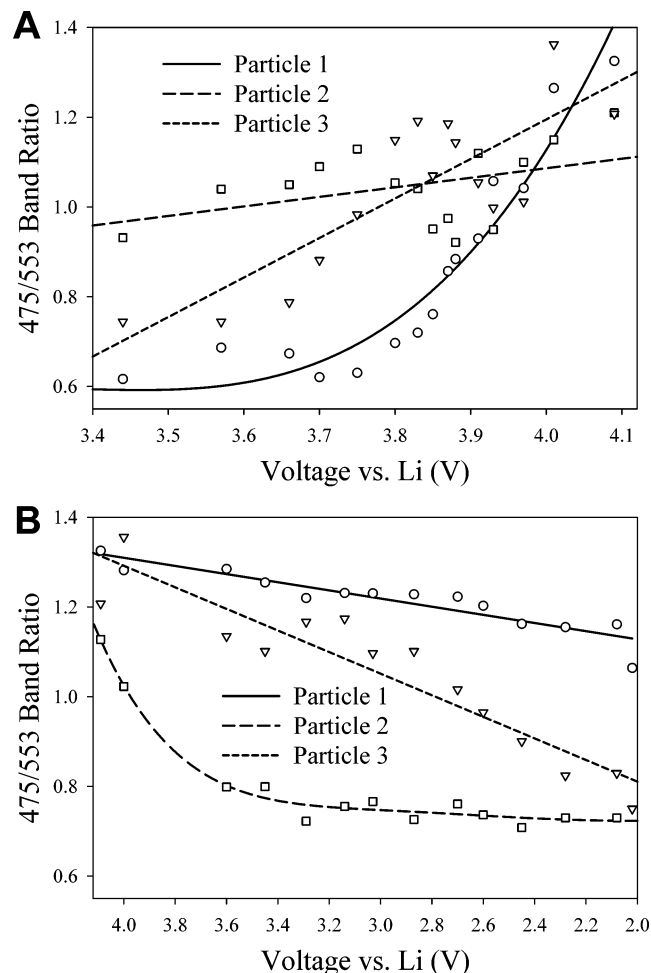 A
1.4
1.2
1.0
0.8
0.6
475/553 Band Ratio
Particle 1
Particle 2
Particle 3
3.4 3.5 3.6 3.7 3.8 3.9 4.0 4.1
Voltage vs. Li (V)
B
1.4
1.2
1.0
0.8
0.6
475/553 Band Ratio
Particle 1
Particle 2
Particle 3
4.0 3.8 3.6 3.4 3.2 3.0 2.8 2.6 2.4 2.2 2.0
Voltage vs. Li (V)